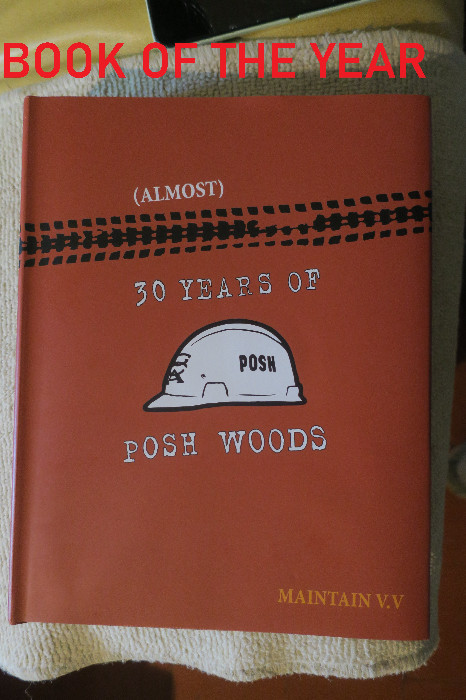 BOOK OF THE YEAR
(ALMOST)
30 YEARS OF
POSH
POSH WOODS
MAINTAIN V.V